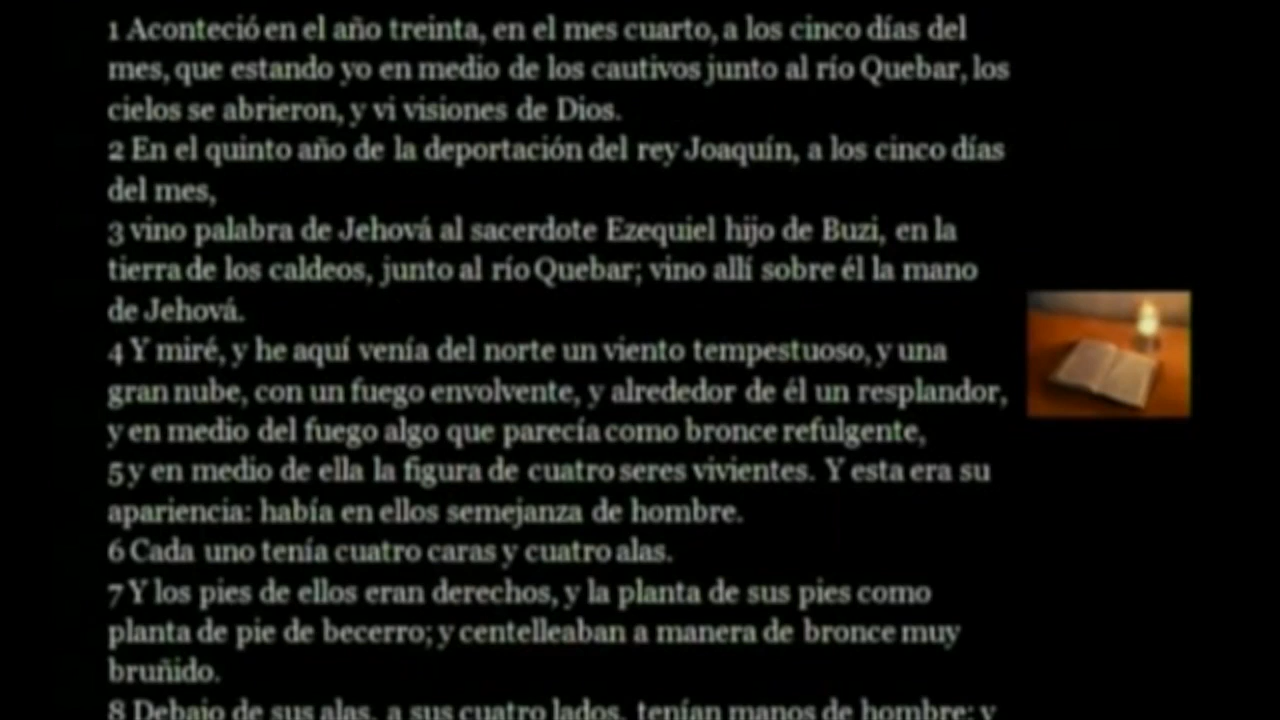 1 Aconteció en el año treinta, en el mes cuarto, a los cinco días del
mes, que estando yo en medio de los cautivos junto al río Quebar, los
cielos se abrieron, y vi visiones de Dios.
2 En el quinto año de la deportación del rey Joaquín, a los cinco días
del mes,
3 vino palabra de Jehová al sacerdote Ezequiel hijo de Buzi, en la
tierra de los caldeos, junto al río Quebar; vino allí sobre él la mano
de Jehová.
4 Y miré, y he aquí venía del norte un viento tempestuoso, y una
gran nube, con un fuego envolvente, y alrededor de él un resplandor,
y en medio del fuego algo que parecía como bronce refulgente,
5 y en medio de ella la figura de cuatro seres vivientes. Y esta era su
apariencia: había en ellos semejanza de hombre.
6 Cada uno tenía cuatro caras y cuatro alas.
7 Y los pies de ellos eran derechos, y la planta de sus pies como
planta de pie de becerro; y centelleaban a manera de bronce muy
bruñido.
8 Debajo de sus alas, a sus cuatro lados, tenían manos de hombre; y